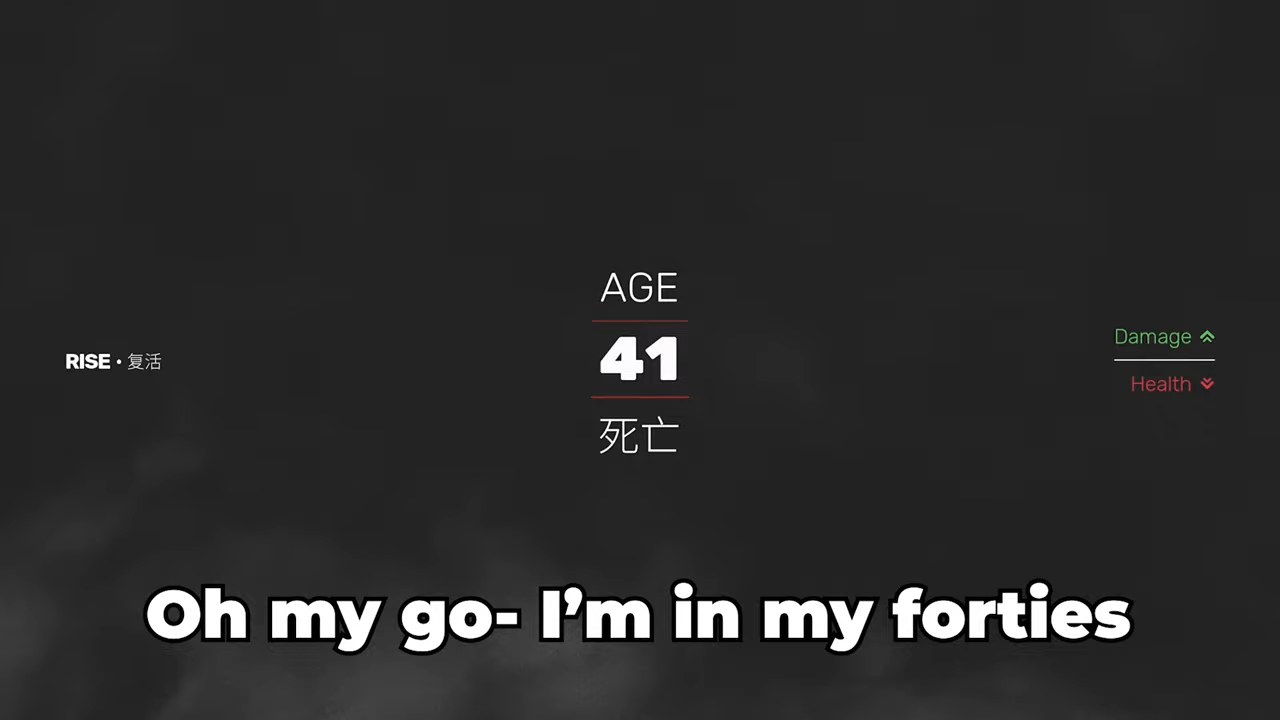 AGE
41
死亡
RISE • 复活
Damage
Health
Oh my go- I’m in my forties